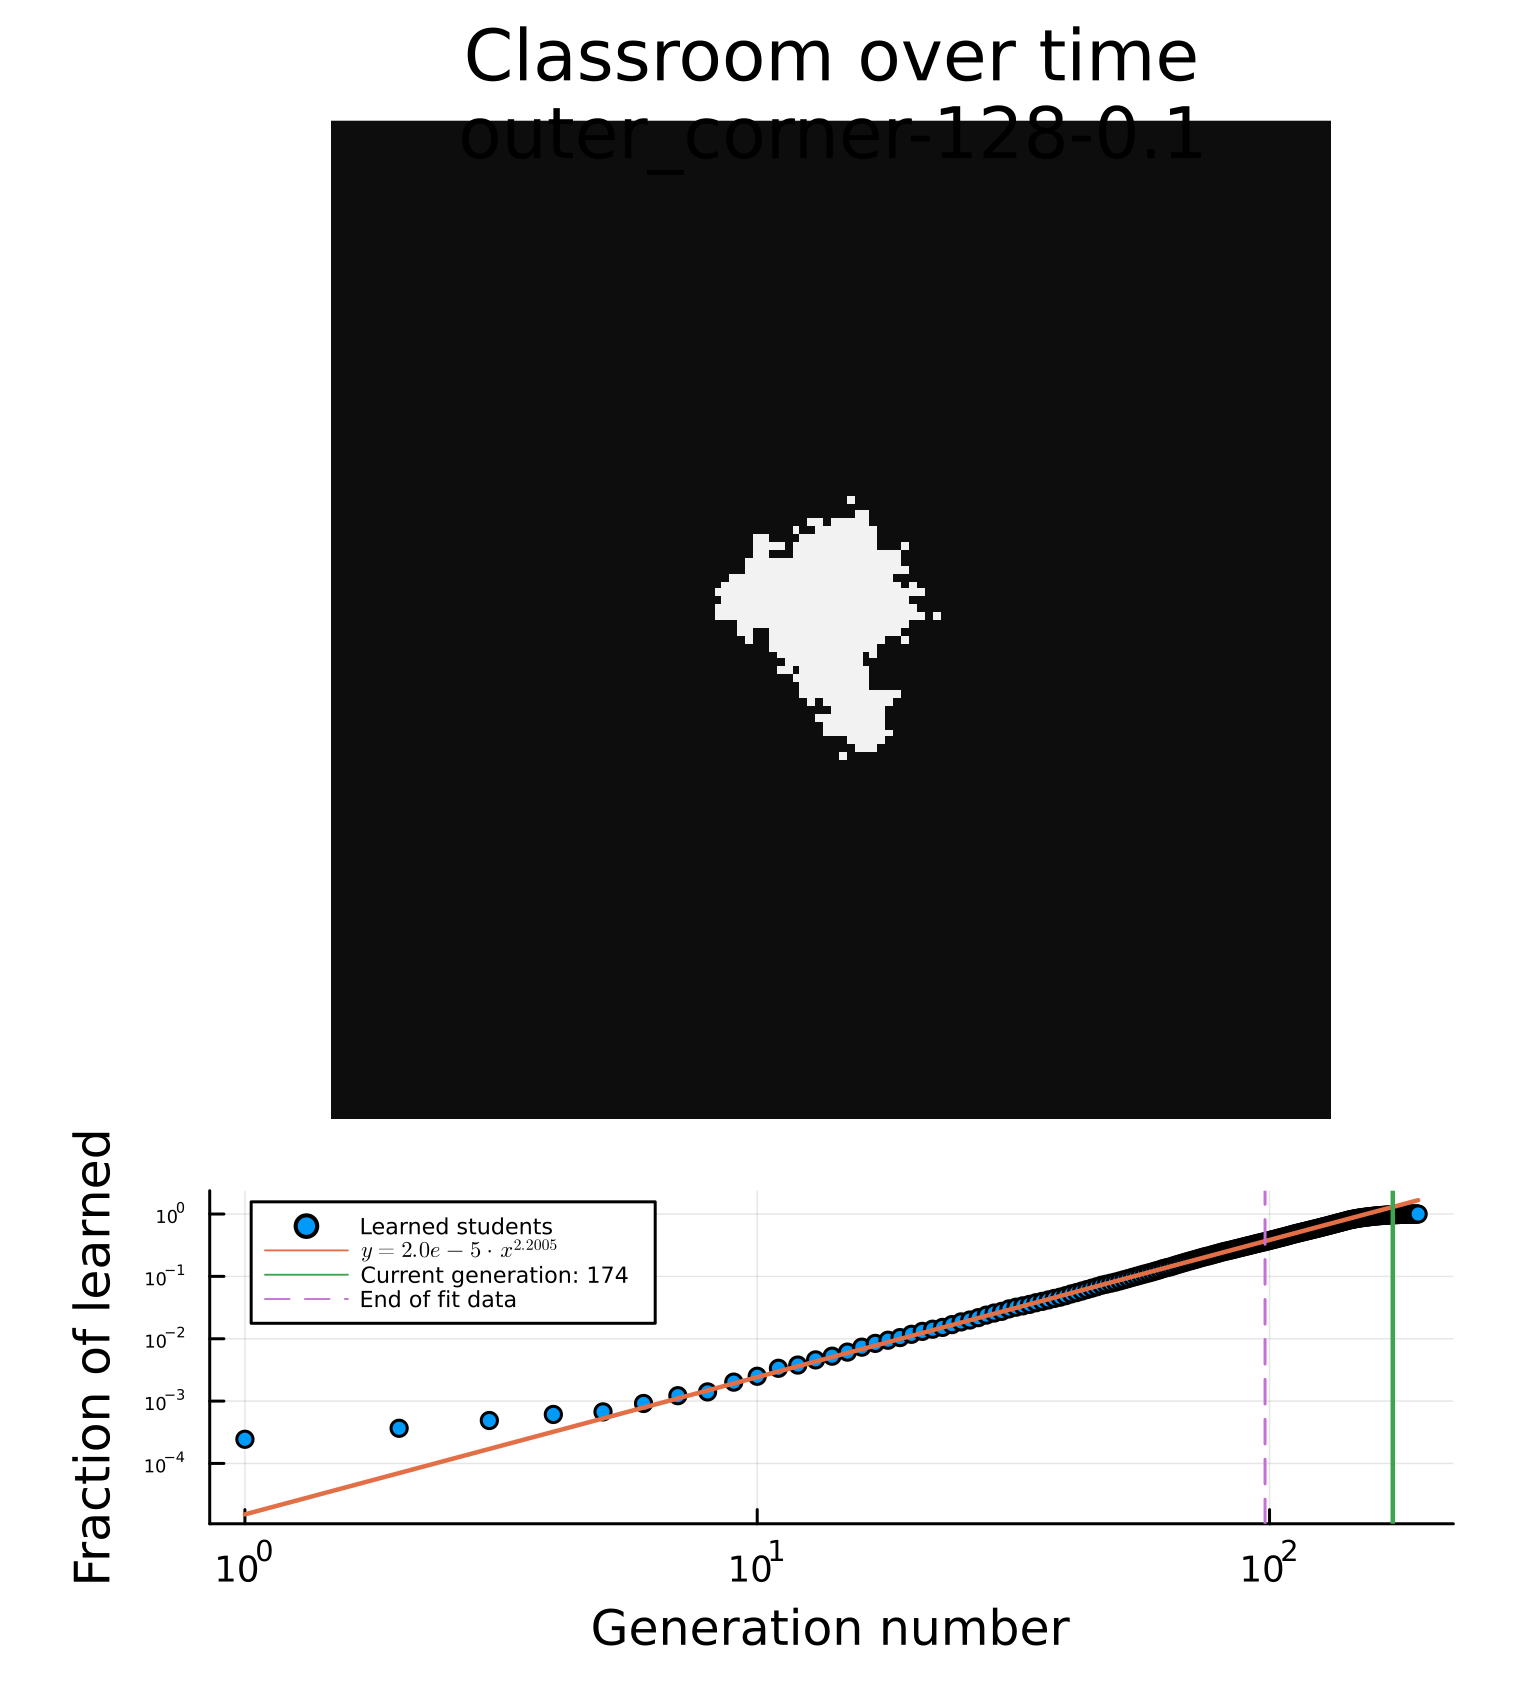 Classroom over time
outer_corner-128-0.1
Fraction of learned
10^0
10^-1
10^-2
10^-3
10^-4
Learned students
y = 2.0e − 5 · x^2.2005
Current generation: 174
End of fit data
10^0 10^1 10^2
Generation number